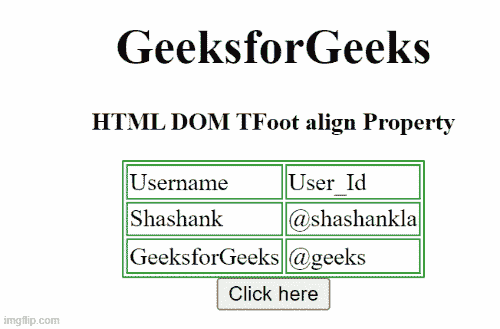 GeeksforGeeks
HTML DOM TFoot align Property
Username User_Id
Shashank @shashankla
GeeksforGeeks @geeks
Click here
imgflip.com